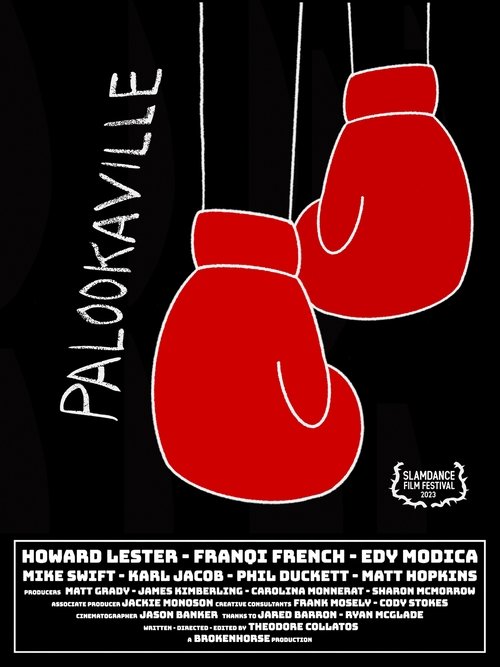 PALOOKAVILLE
SLAMDANCE
FILM FESTIVAL
2023
HOWARD LESTER - FRANQI FRENCH - EDY MODICA
MIKE SWIFT - KARL JACOB - PHIL DUCKETT - MATT HOPKINS
PRODUCERS MATT GRADY - JAMES KIMBERLING - CAROLINA MONNERAT - SHARON MCMORROW
ASSOCIATE PRODUCER JACKIE MONOSON CREATIVE CONSULTANTS FRANK MOSELY - CODY STOKES
CINEMATOGRAPHER JASON BANKER THANKS TO JARED BARRON - RYAN MCGLADE
WRITTEN - DIRECTED - EDITED BY THEODORE COLLATOS
A BROKENHORSE PRODUCTION